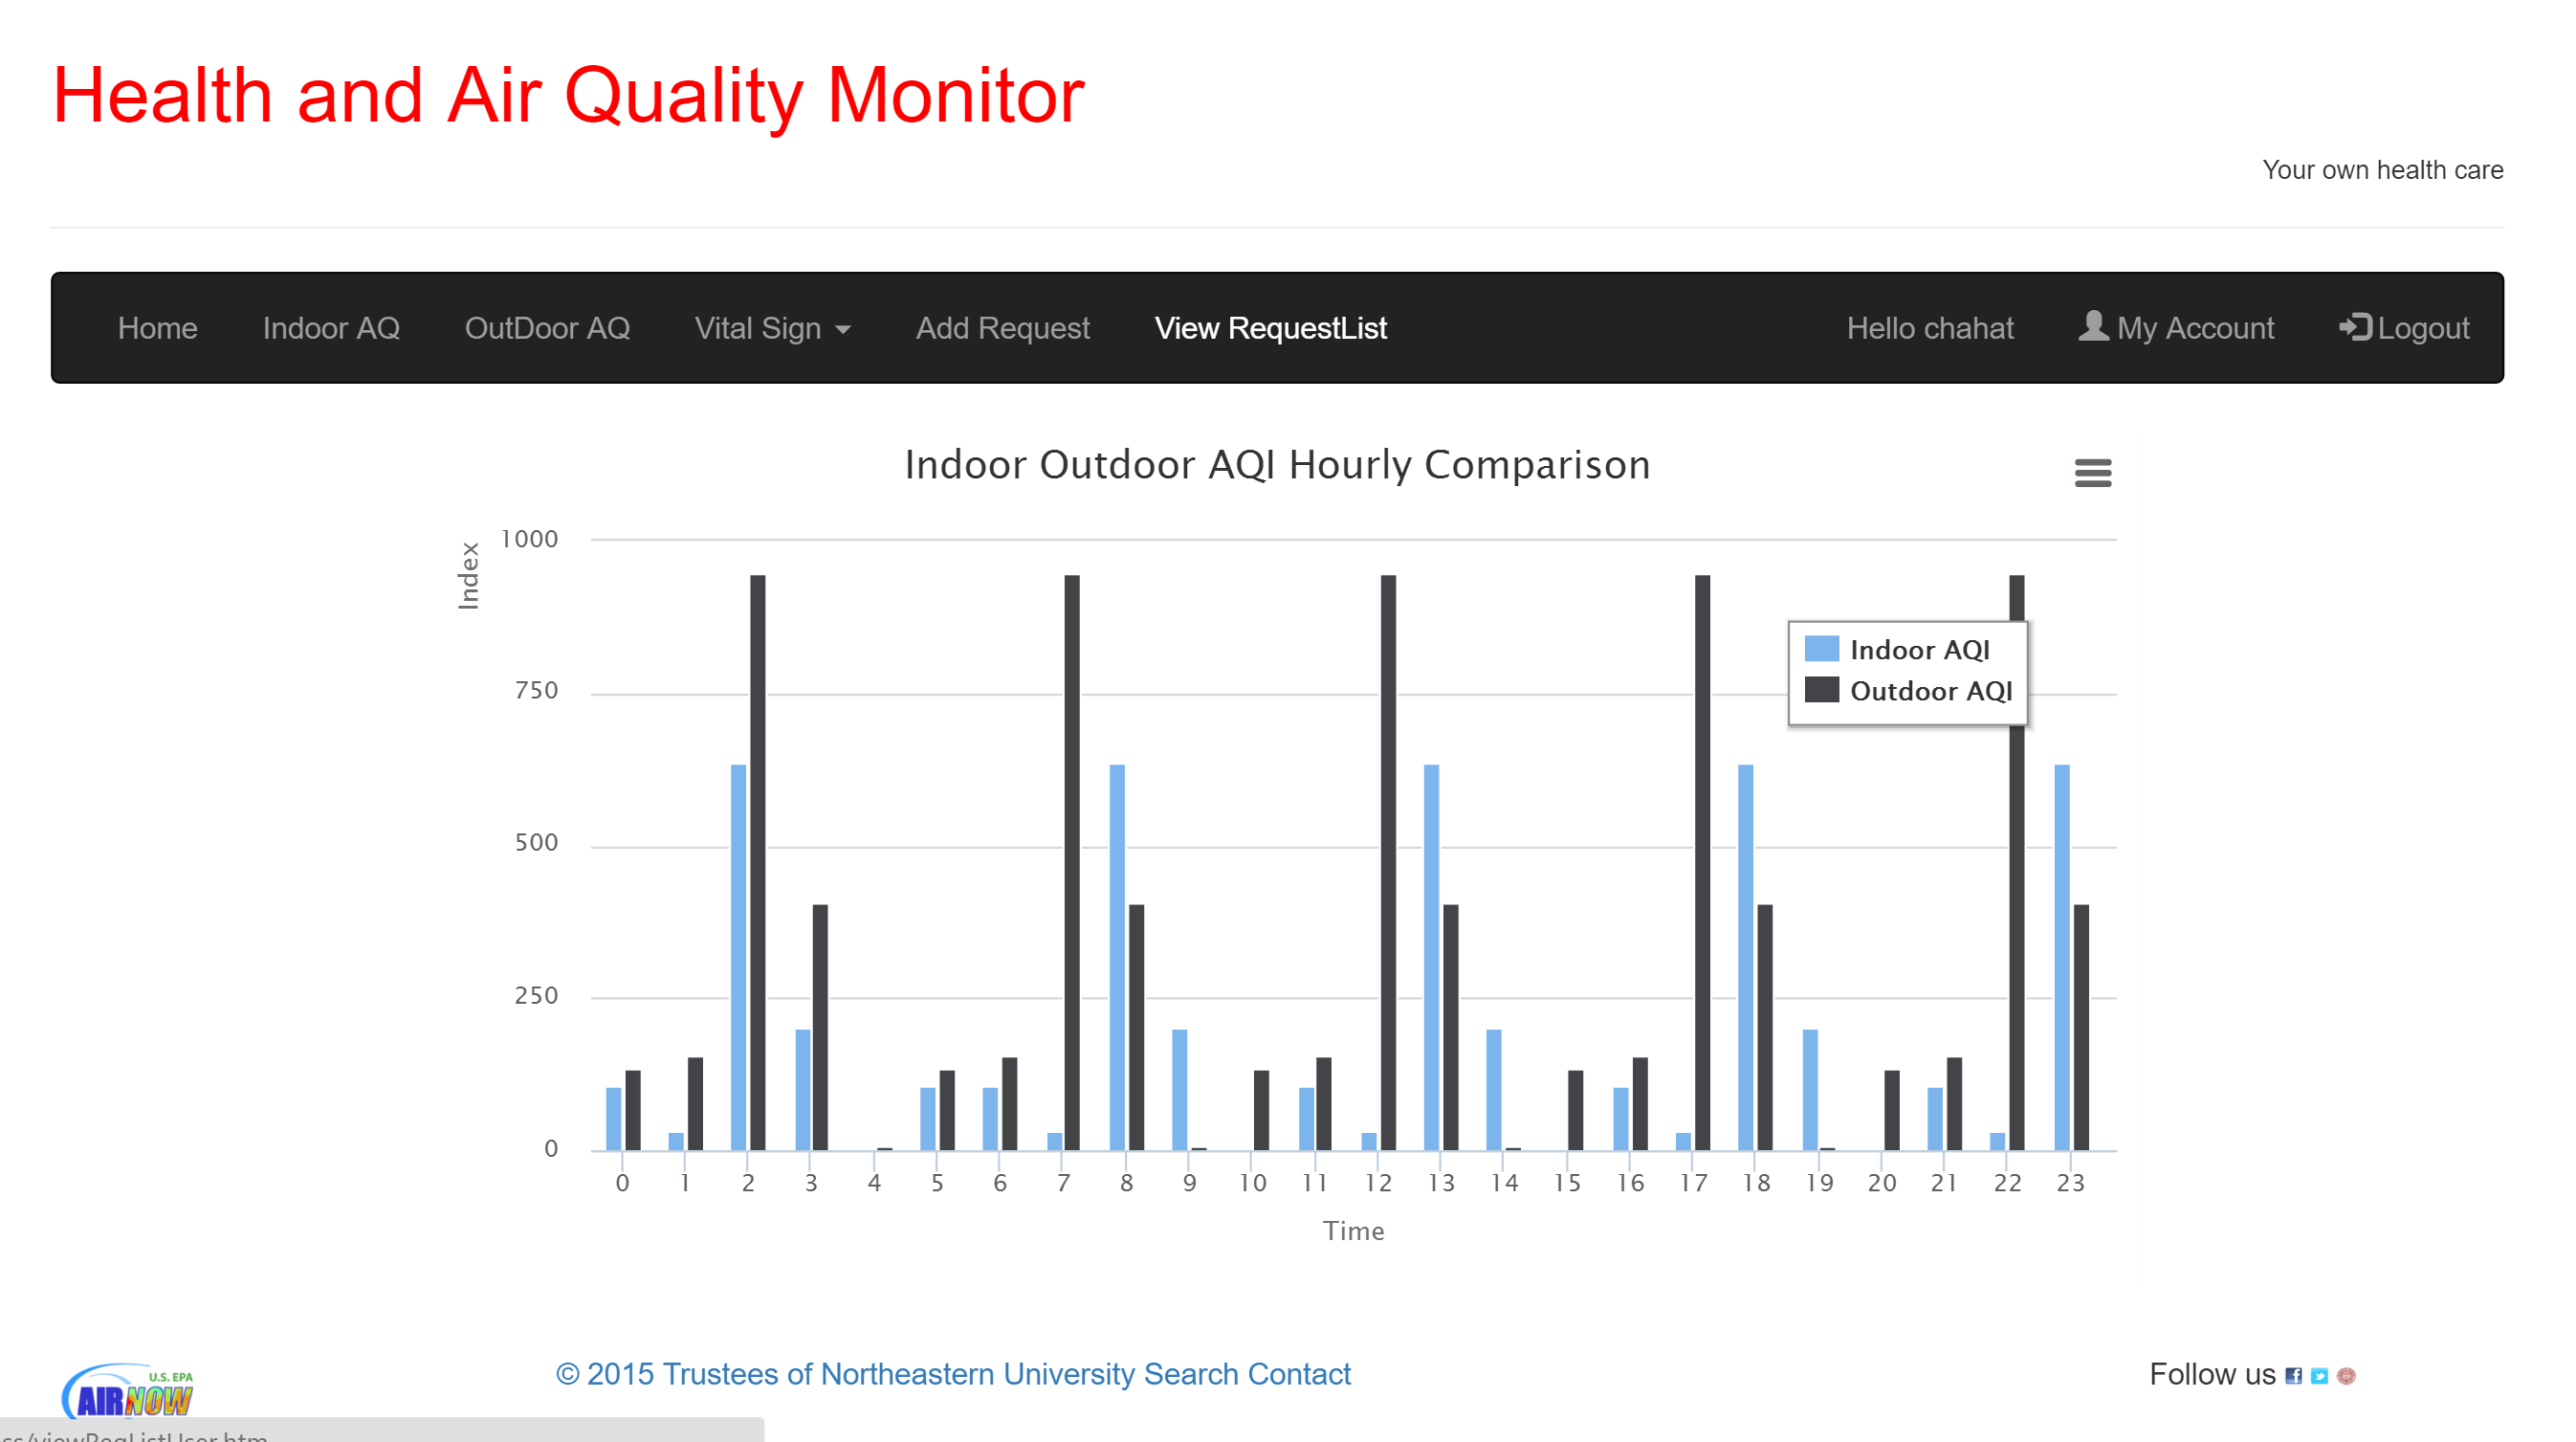 Health and Air Quality Monitor
Your own health care
Home Indoor AQ OutDoor AQ Vital Sign Add Request View RequestList Hello chahat My Account Logout
Indoor Outdoor AQI Hourly Comparison
Index
1000
750
500
250
0
Indoor AQI
Outdoor AQI
0 1 2 3 4 5 6 7 8 9 10 11 12 13 14 15 16 17 18 19 20 21 22 23
Time
U.S. EPA
AIRNOW
© 2015 Trustees of Northeastern University Search Contact
Follow us
ss/viewReqListUser.htm